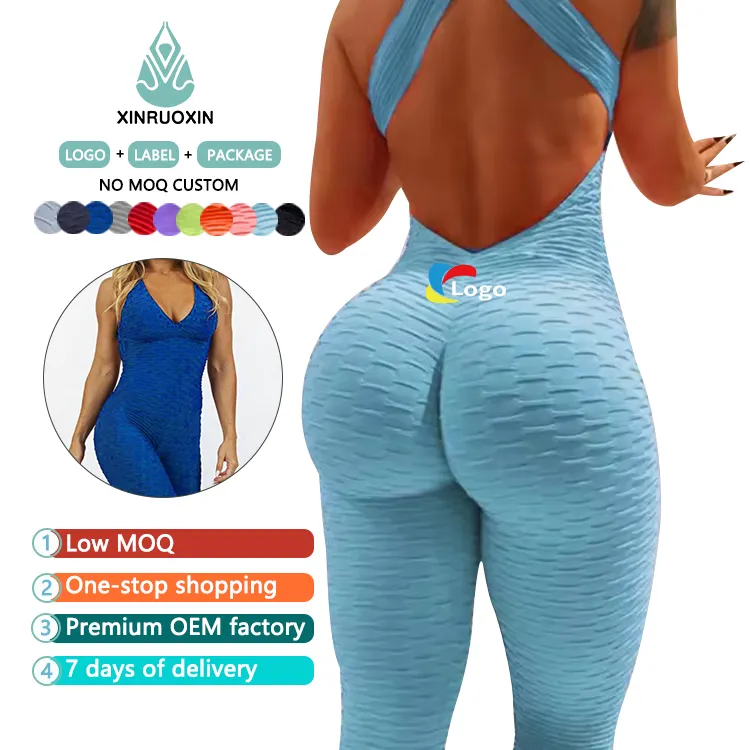 XINRUOXIN
LOGO + LABEL + PACKAGE
NO MOQ CUSTOM
Logo
1 Low MOQ
2 One-stop shopping
3 Premium OEM factory
4 7 days of delivery